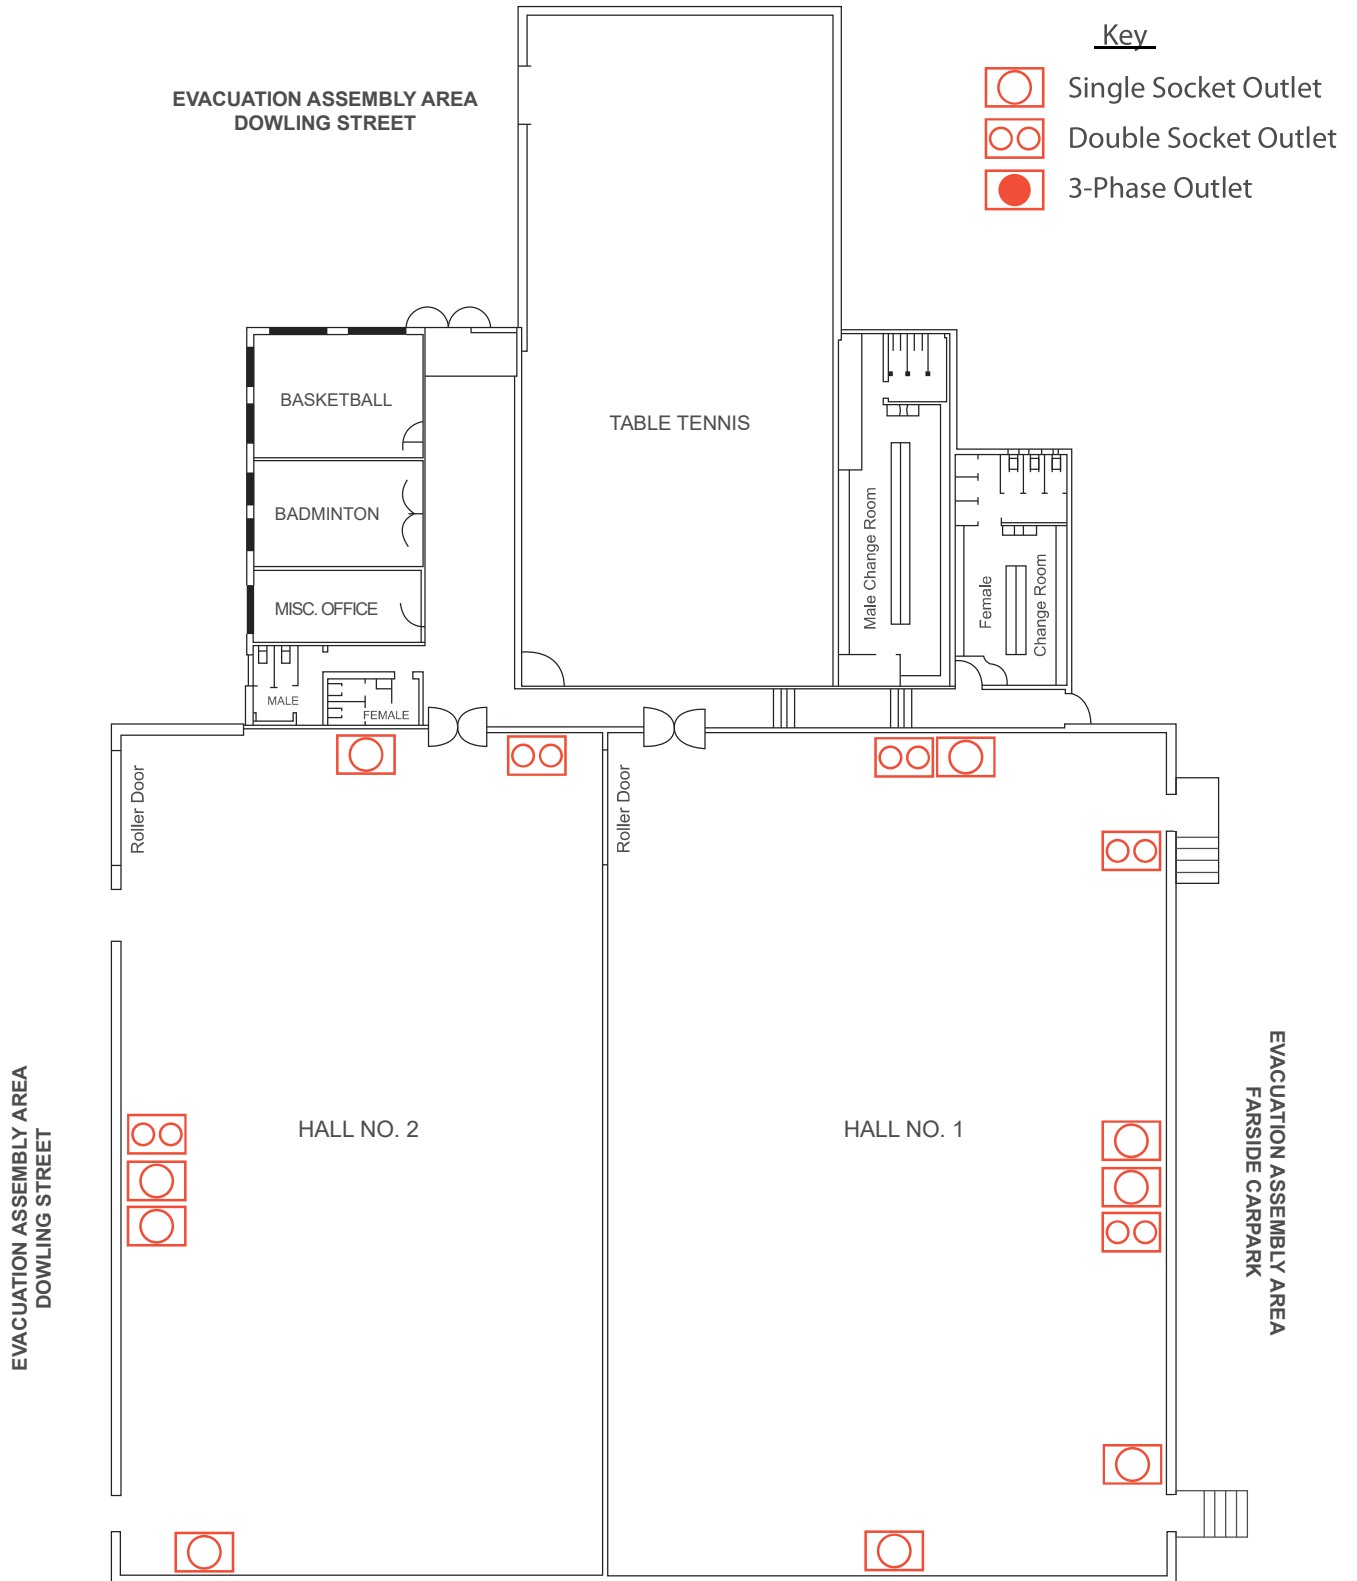 Key
Single Socket Outlet
Double Socket Outlet
3-Phase Outlet
EVACUATION ASSEMBLY AREA
DOWLING STREET
BASKETBALL
TABLE TENNIS
BADMINTON
MISC. OFFICE
Male Change Room
Female
Change Room
MALE
FEMALE
Roller Door
Roller Door
HALL NO. 2
HALL NO. 1
EVACUATION ASSEMBLY AREA
DOWLING STREET
EVACUATION ASSEMBLY AREA
FARSIDE CARPARK